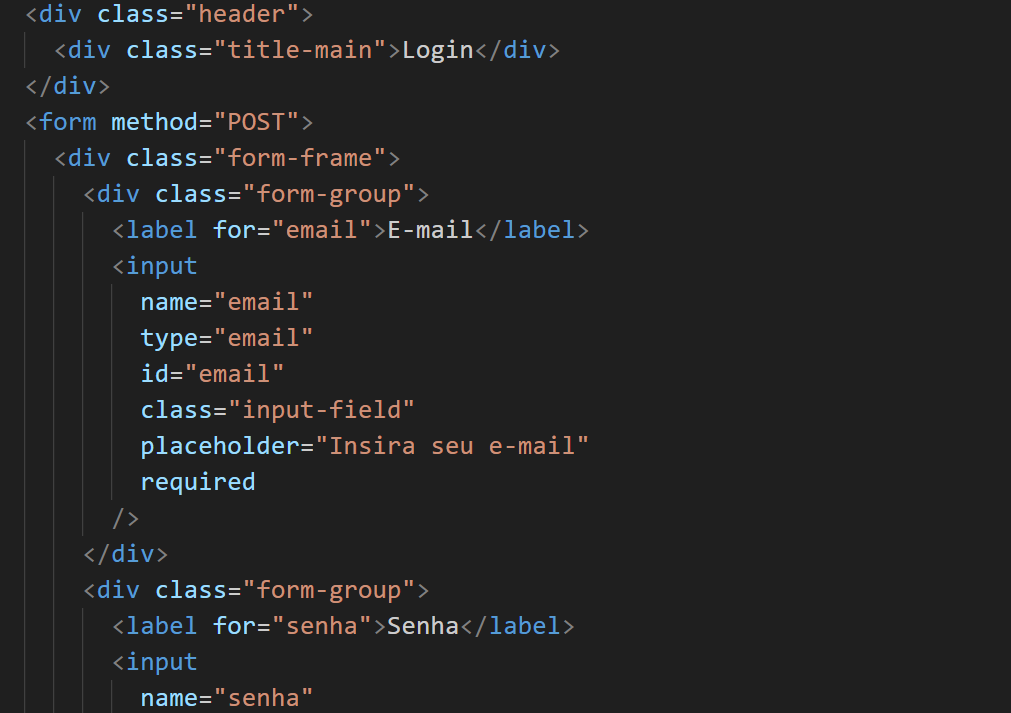 <div class="header">
<div class="title-main">Login</div>
</div>
<form method="POST">
<div class="form-frame">
<div class="form-group">
<label for="email">E-mail</label>
<input
name="email"
type="email"
id="email"
class="input-field"
placeholder="Insira seu e-mail"
required
/>
</div>
<div class="form-group">
<label for="senha">Senha</label>
<input
name="senha"